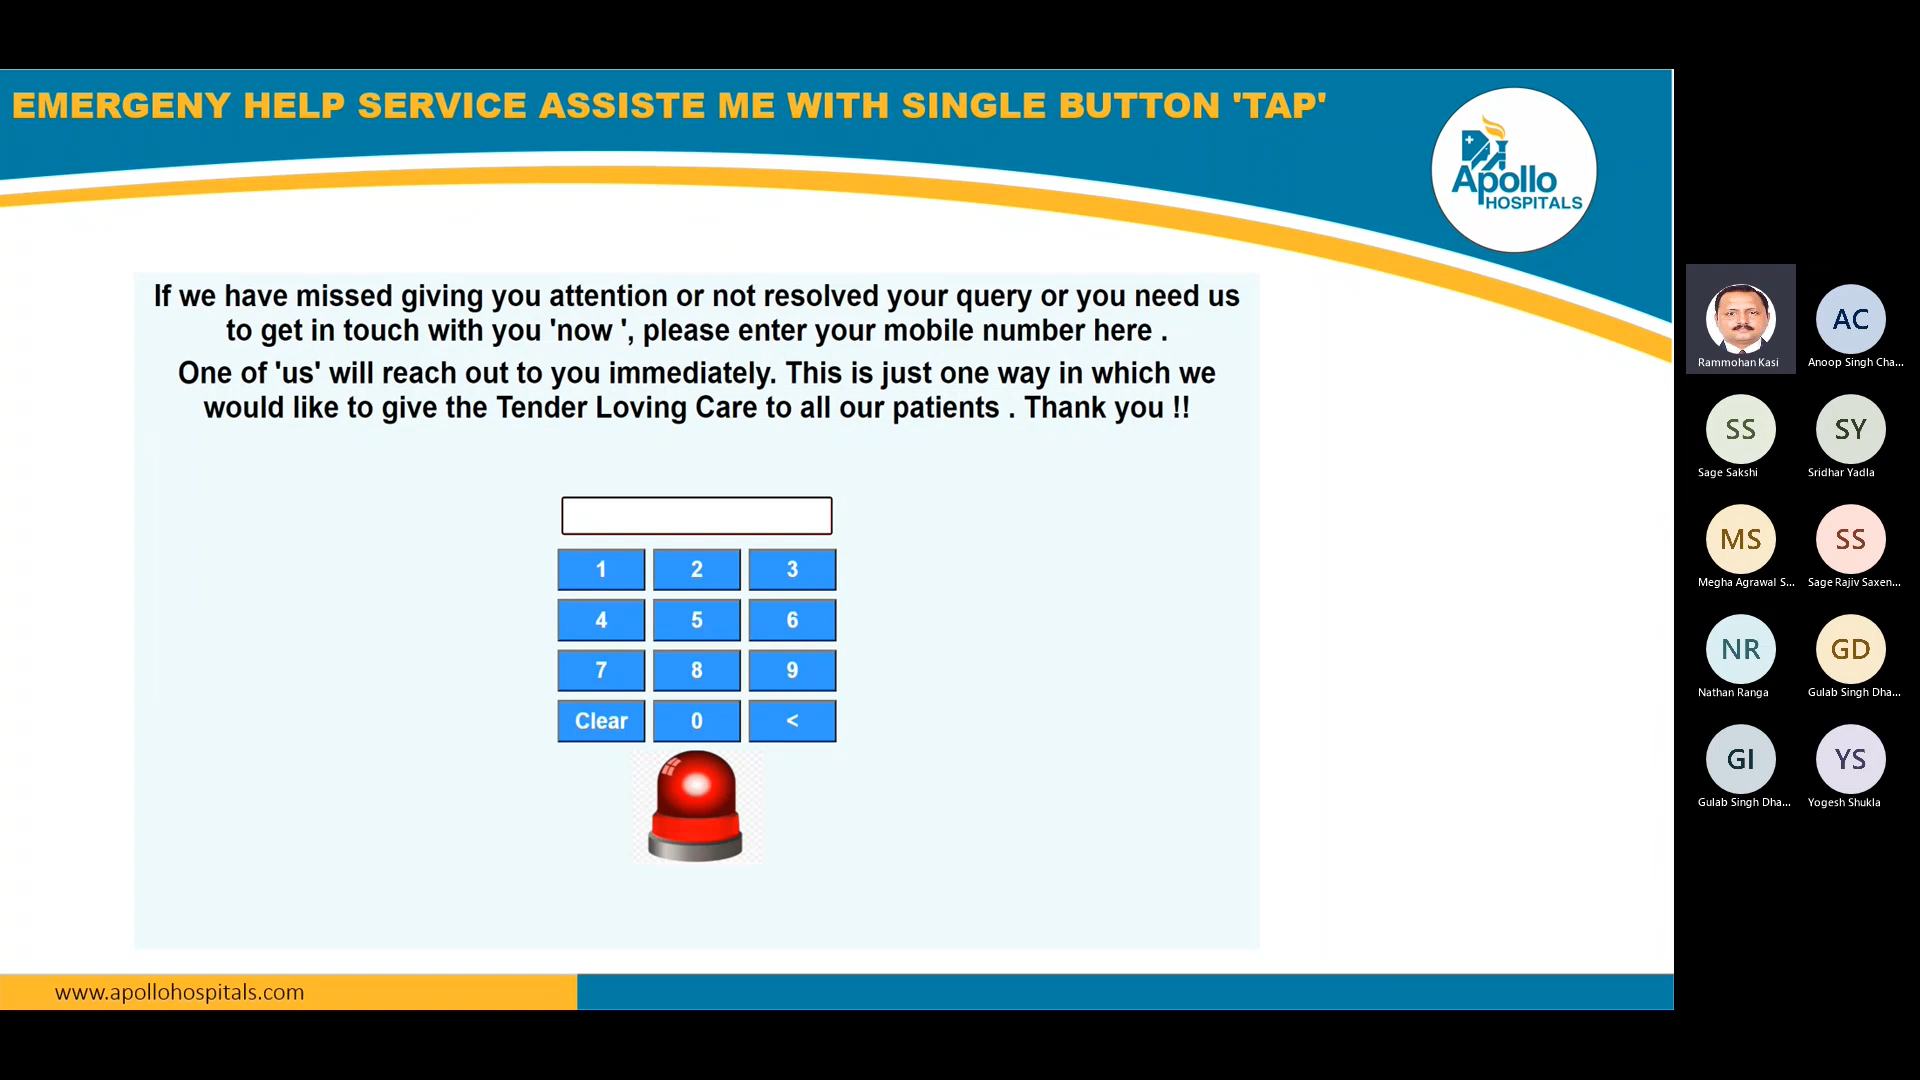 EMERGENY HELP SERVICE ASSISTE ME WITH SINGLE BUTTON 'TAP'
Apollo
HOSPITALS
If we have missed giving you attention or not resolved your query or you need us
to get in touch with you 'now ', please enter your mobile number here .
One of 'us' will reach out to you immediately. This is just one way in which we
would like to give the Tender Loving Care to all our patients . Thank you !!
1 2 3
4 5 6
7 8 9
Clear 0 <
www.apollohospitals.com
AC
Rammohan Kasi Anoop Singh Cha...
SS SY
Sage Sakshi Sridhar Yadla
MS SS
Megha Agrawal S... Sage Rajiv Saxen...
NR GD
Nathan Ranga Gulab Singh Dha...
GI YS
Gulab Singh Dha... Yogesh Shukla